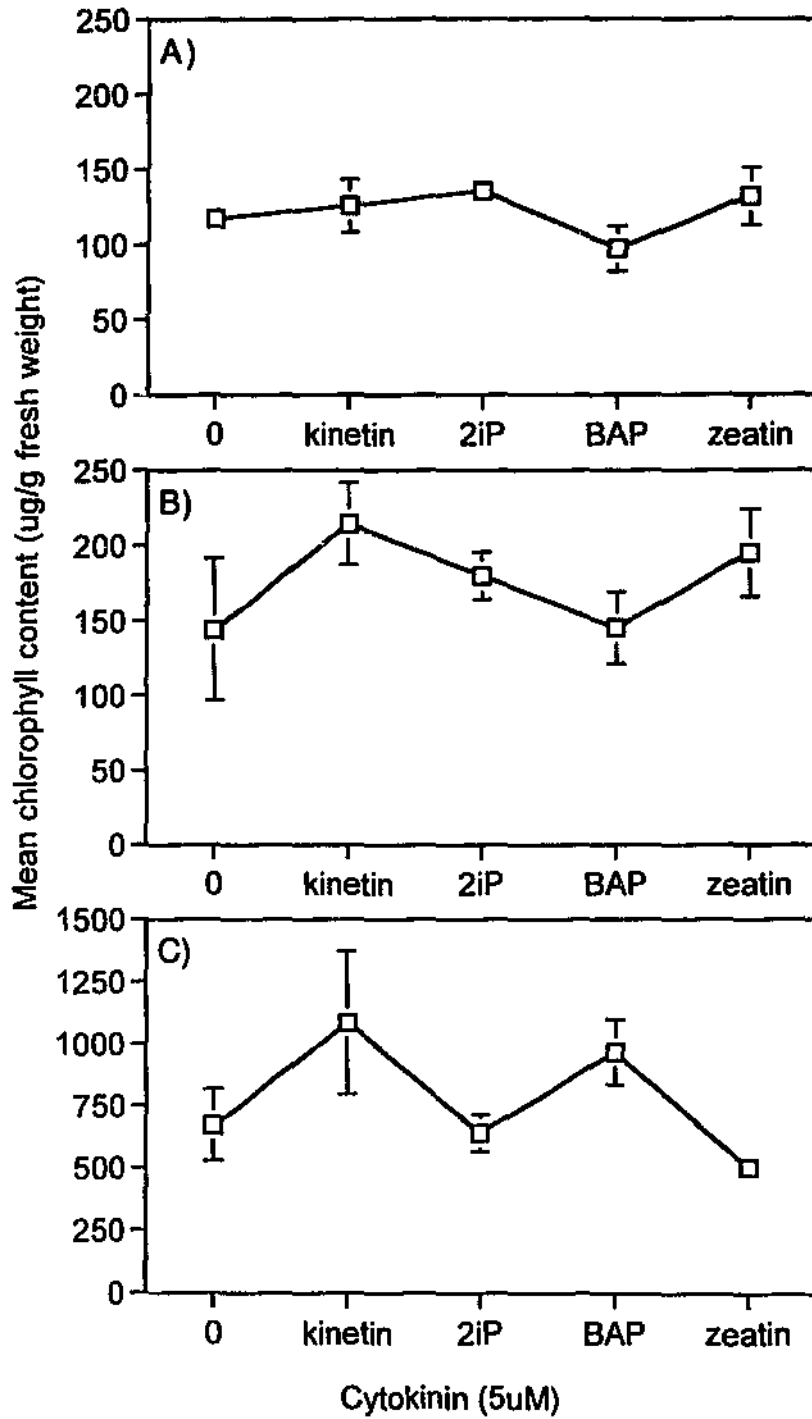 Mean chlorophyll content (ug/g fresh weight)
A)
250
200
150
100
50
0
0 kinetin 2iP BAP zeatin
B)
250
200
150
100
50
0
0 kinetin 2iP BAP zeatin
C)
1500
1250
1000
750
500
250
0
0 kinetin 2iP BAP zeatin
Cytokinin (5uM)